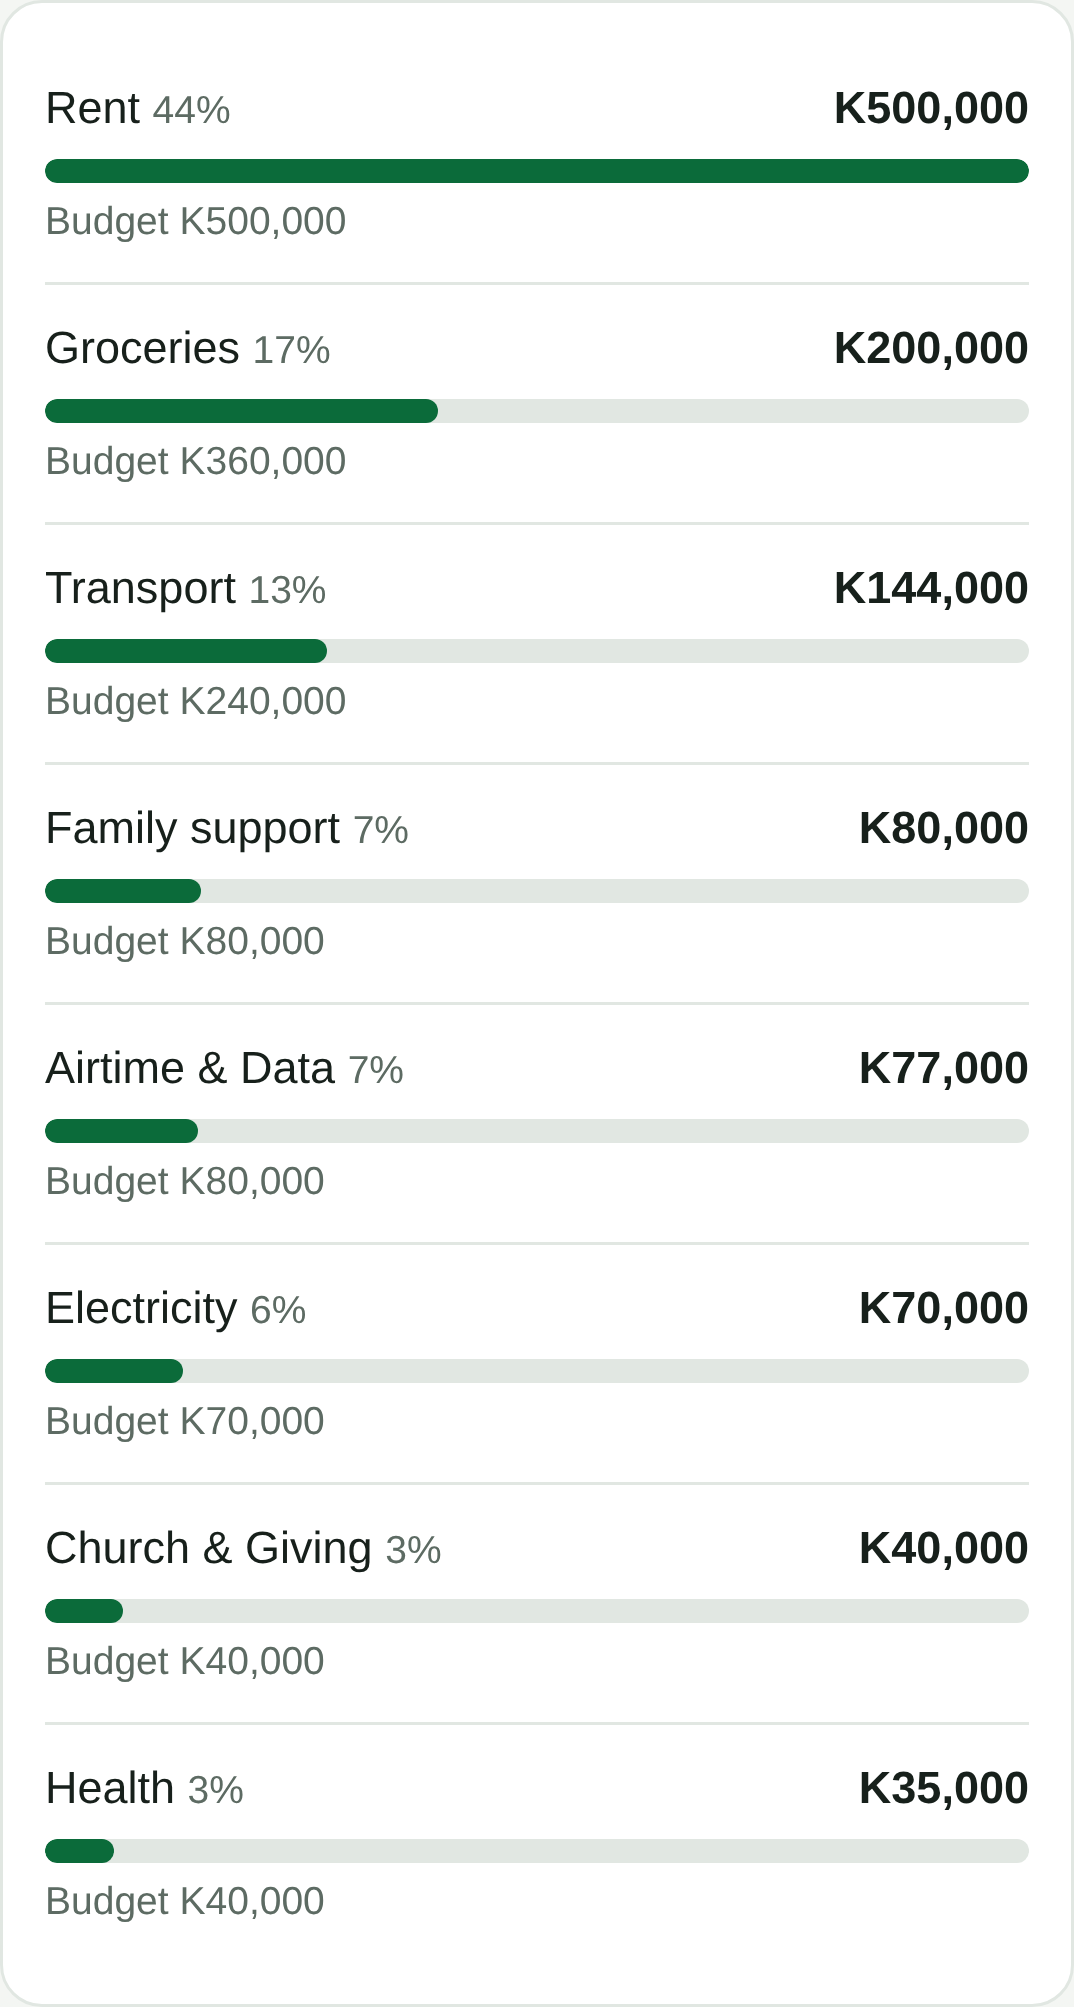 Rent 44% K500,000
Budget K500,000
Groceries 17% K200,000
Budget K360,000
Transport 13% K144,000
Budget K240,000
Family support 7% K80,000
Budget K80,000
Airtime & Data 7% K77,000
Budget K80,000
Electricity 6% K70,000
Budget K70,000
Church & Giving 3% K40,000
Budget K40,000
Health 3% K35,000
Budget K40,000